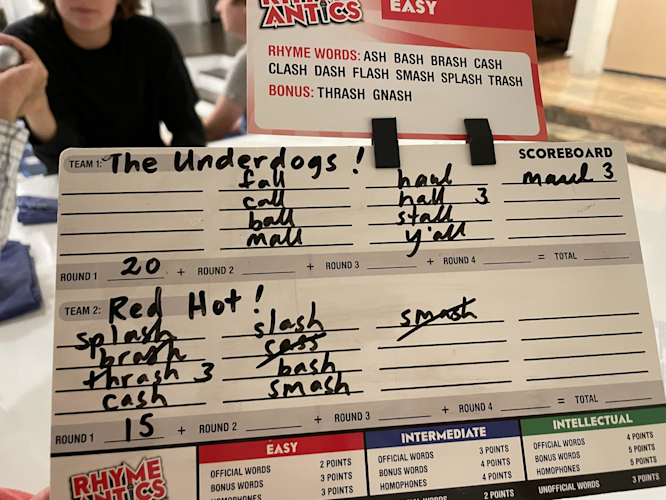 RHYME
ANTICS
EASY
RHYME WORDS: ASH BASH BRASH CASH
CLASH DASH FLASH SMASH SPLASH TRASH
BONUS: THRASH GNASH
TEAM 1: The Underdogs! SCOREBOARD
fall haul maul 3
call hall 3
ball stall
mall y'all
ROUND 1 20 + ROUND 2 + ROUND 3 + ROUND 4 = TOTAL
TEAM 2: Red Hot!
splash slash smash
brash sass
thrash 3 bash
cash smash
ROUND 1 15 + ROUND 2 + ROUND 3 + ROUND 4 = TOTAL
RHYME
ANTICS
EASY
OFFICIAL WORDS 2 POINTS
BONUS WORDS 3 POINTS
HOMOPHONES 3 POINTS
2 POINTS
INTERMEDIATE
OFFICIAL WORDS 3 POINTS
BONUS WORDS 4 POINTS
HOMOPHONES 4 POINTS
INTELLECTUAL
OFFICIAL WORDS 4 POINTS
BONUS WORDS 5 POINTS
HOMOPHONES 5 POINTS
UNOFFICIAL WORDS 3 POINTS